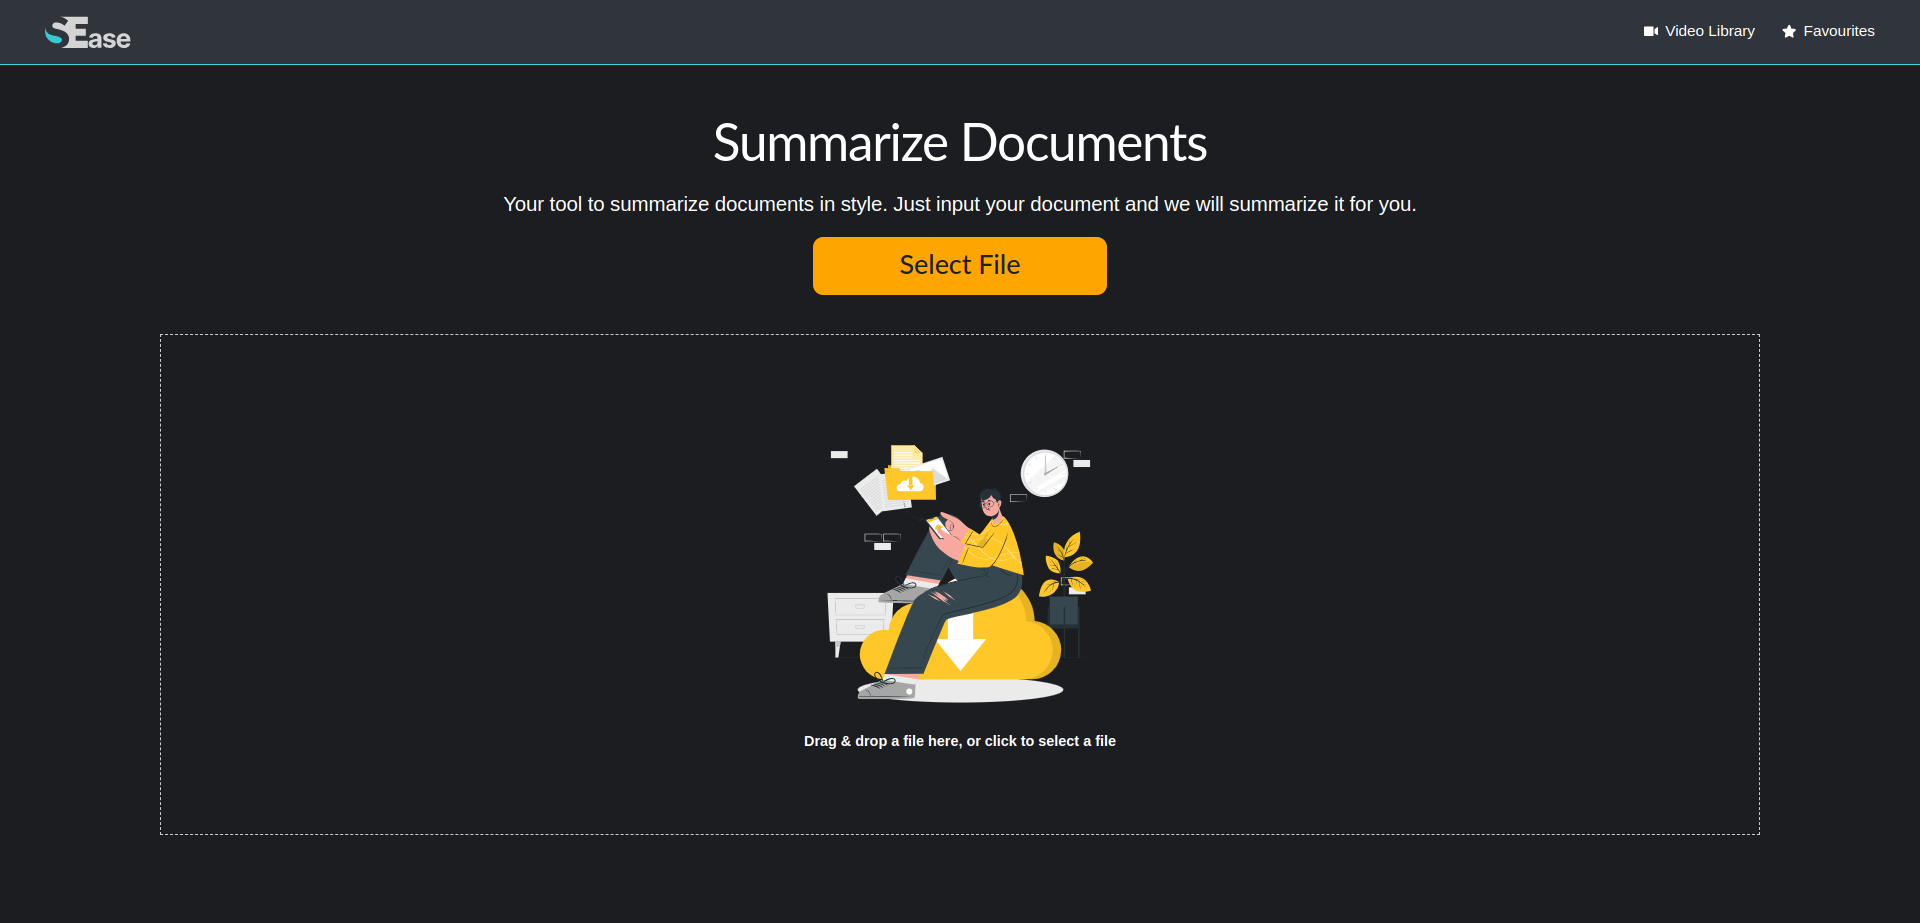 SEase
Video Library
Favourites
Summarize Documents
Your tool to summarize documents in style. Just input your document and we will summarize it for you.
Select File
Drag & drop a file here, or click to select a file